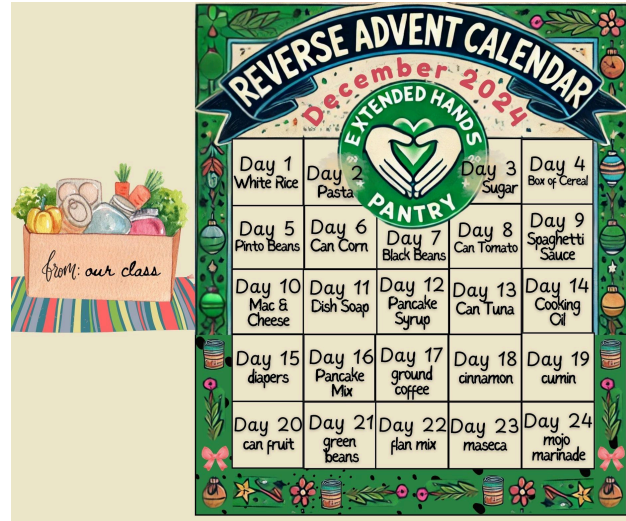 REVERSE ADVENT CALENDAR
December 2024
EXTENDED HANDS
PANTRY
from: our class
Day 1
White Rice
Day 2
Pasta
Day 3
Sugar
Day 4
Box of Cereal
Day 5
Pinto Beans
Day 6
Can Corn
Day 7
Black Beans
Day 8
Can Tomato
Day 9
Spaghetti
Sauce
Day 10
Mac &
Cheese
Day 11
Dish Soap
Day 12
Pancake
Syrup
Day 13
Can Tuna
Day 14
Cooking
Oil
Day 15
diapers
Day 16
Pancake
Mix
Day 17
ground
coffee
Day 18
cinnamon
Day 19
cumin
Day 20
can fruit
Day 21
green
beans
Day 22
flan mix
Day 23
maseca
Day 24
mojo
marinade